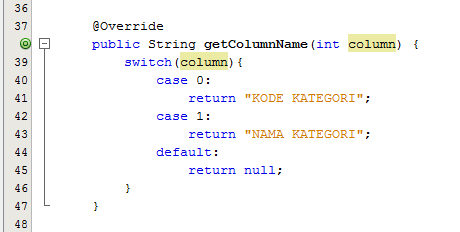 36
37 @Override
public String getColumnName(int column) {
39 switch(column){
40 case 0:
41 return "KODE KATEGORI";
42 case 1:
43 return "NAMA KATEGORI";
44 default:
45 return null;
46 }
47 }
48